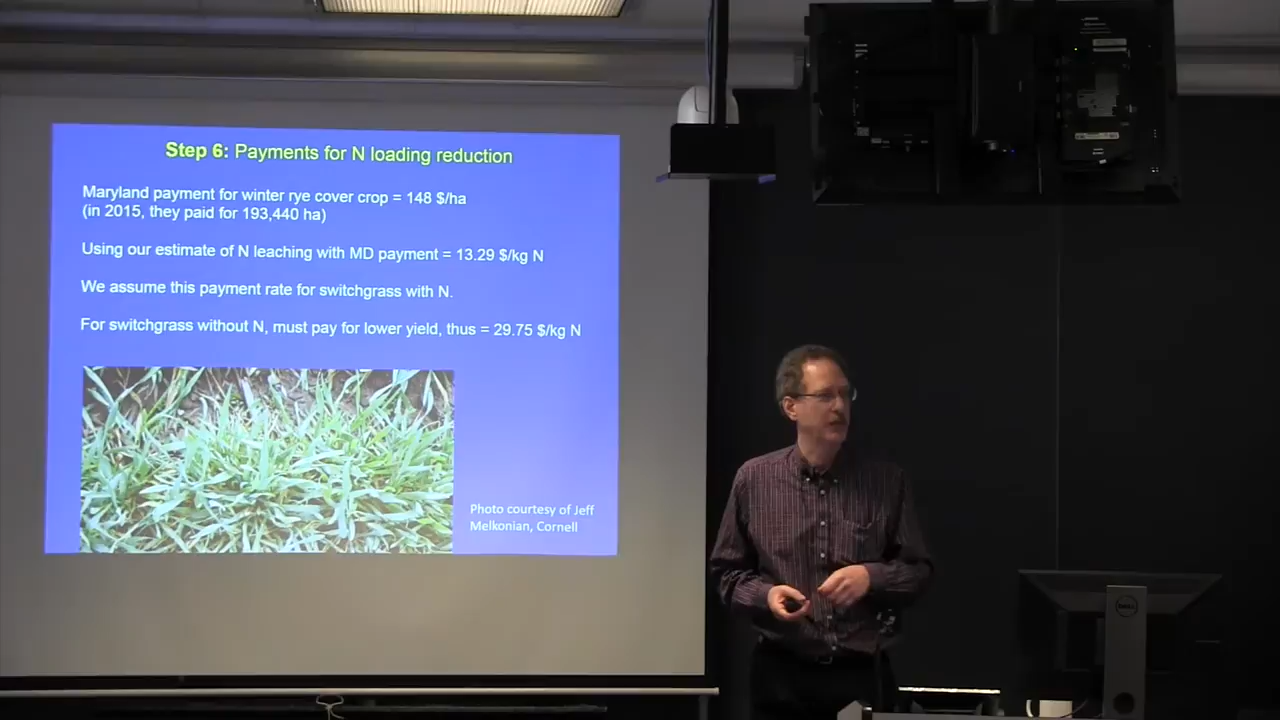 Step 6: Payments for N loading reduction
Maryland payment for winter rye cover crop = 148 $/ha
(in 2015, they paid for 193,440 ha)
Using our estimate of N leaching with MD payment = 13.29 $/kg N
We assume this payment rate for switchgrass with N.
For switchgrass without N, must pay for lower yield, thus = 29.75 $/kg N
Photo courtesy of Jeff
Melkonian, Cornell
DELL